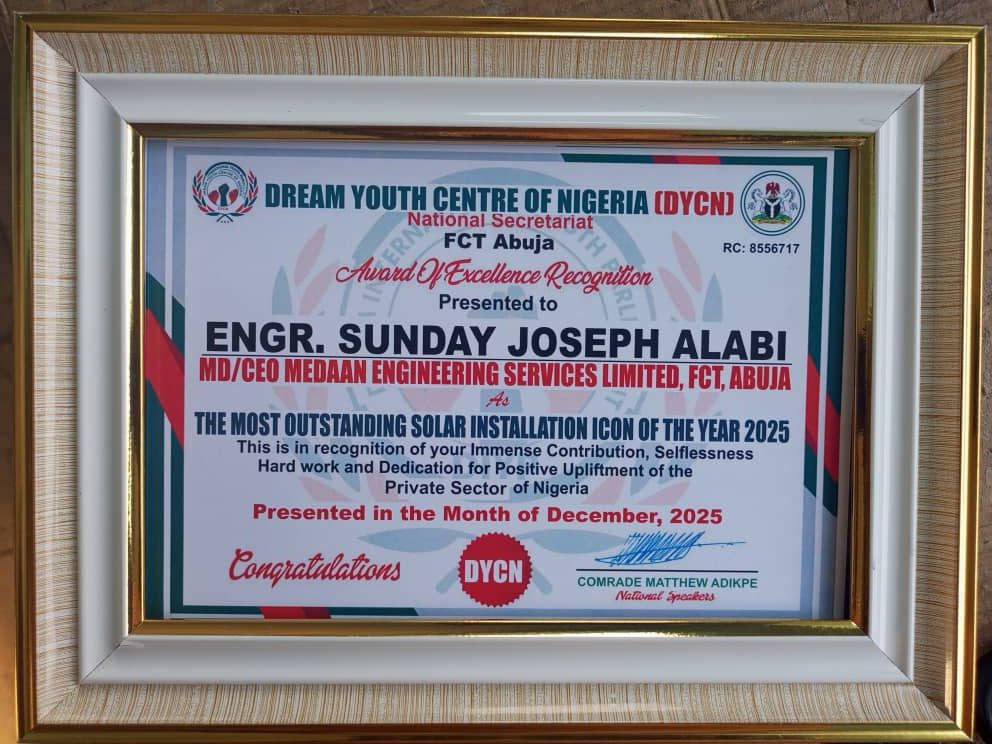 DREAM YOUTH CENTRE OF NIGERIA (DYCN)
National Secretariat
FCT Abuja
RC: 8556717
Award Of Excellence Recognition
Presented to
ENGR. SUNDAY JOSEPH ALABI
MD/CEO MEDAAN ENGINEERING SERVICES LIMITED, FCT, ABUJA
As
THE MOST OUTSTANDING SOLAR INSTALLATION ICON OF THE YEAR 2025
This is in recognition of your Immense Contribution, Selflessness
Hard work and Dedication for Positive Upliftment of the
Private Sector of Nigeria
Presented in the Month of December, 2025
Congratulations
DYCN
COMRADE MATTHEW ADIKPE
National Speakers